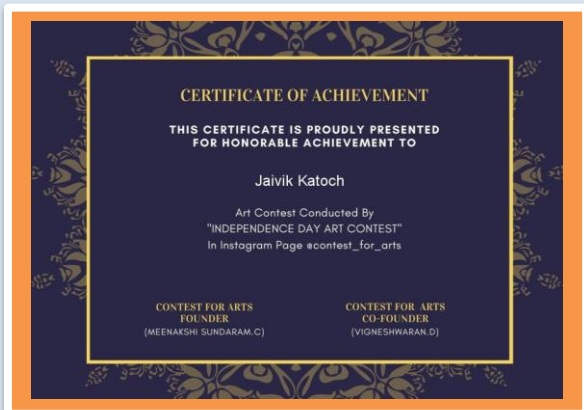 CERTIFICATE OF ACHIEVEMENT
THIS CERTIFICATE IS PROUDLY PRESENTED
FOR HONORABLE ACHIEVEMENT TO
Jaivik Katoch
Art Contest Conducted By
"INDEPENDENCE DAY ART CONTEST"
In Instagram Page @contest_for_arts
CONTEST FOR ARTS
FOUNDER
(MEENAKSHI SUNDARAM.C)
CONTEST FOR ARTS
CO-FOUNDER
(VIGNESHWARAN.D)